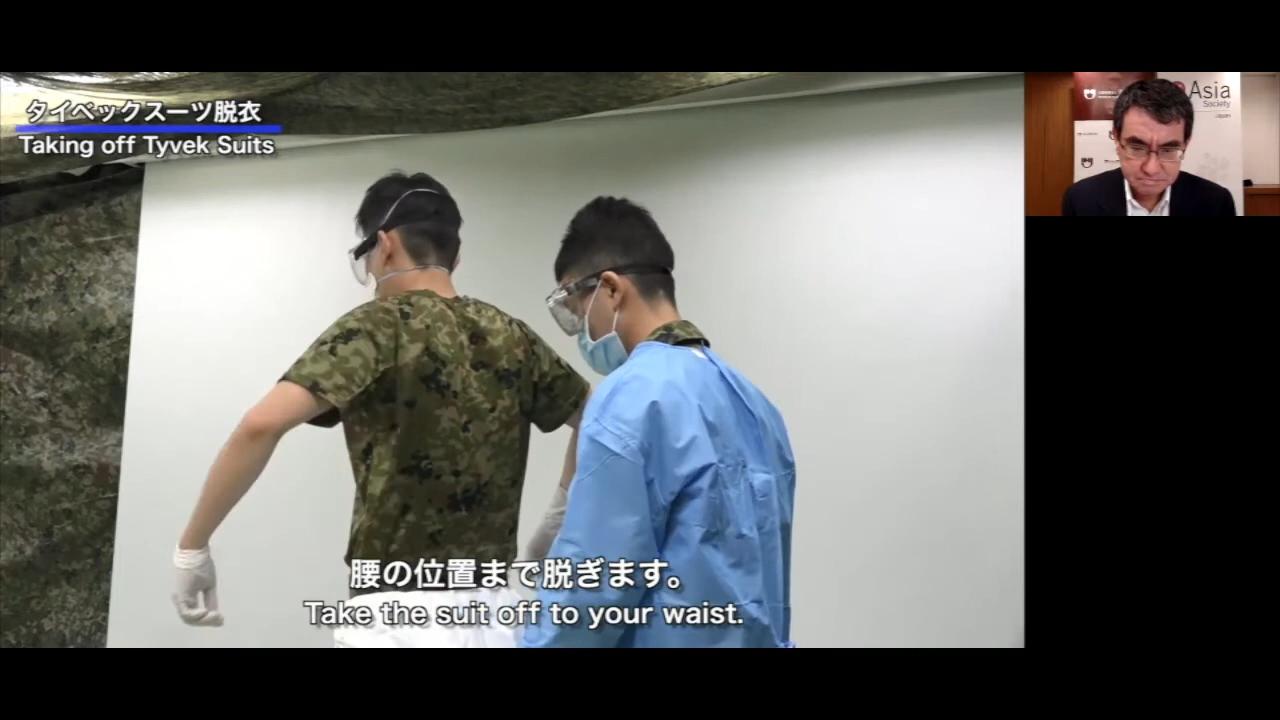 タイベックスーツ脱衣
Taking off Tyvek Suits
腰の位置まで脱ぎます。
Take the suit off to your waist.
Asia
Society
Japan